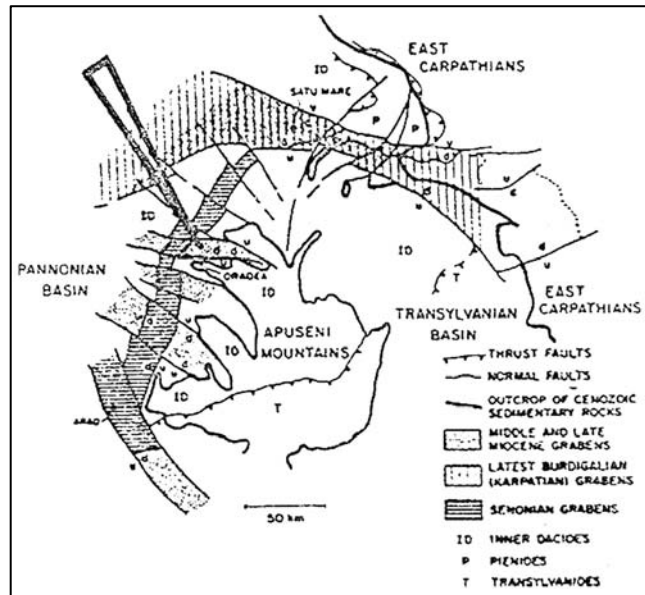 EAST
CARPATHIANS
ID
SATU MARE
P
P
ID
ID
PANNONIAN
BASIN
ORADEA
ID
T
EAST
CARPATHIANS
TRANSYLVANIAN
BASIN
APUSENI
MOUNTAINS
ID
ID
T
ARAD
50 km
THRUST FAULTS
NORMAL FAULTS
OUTCROP OF CENOZOIC
SEDIMENTARY ROCKS
MIDDLE AND LATE
MIOCENE GRABENS
LATEST BURDIGALIAN
(KARPATIAN) GRABENS
SENONIAN GRABENS
ID INNER DACIDES
P PIENIDES
T TRANSYLVANIDES